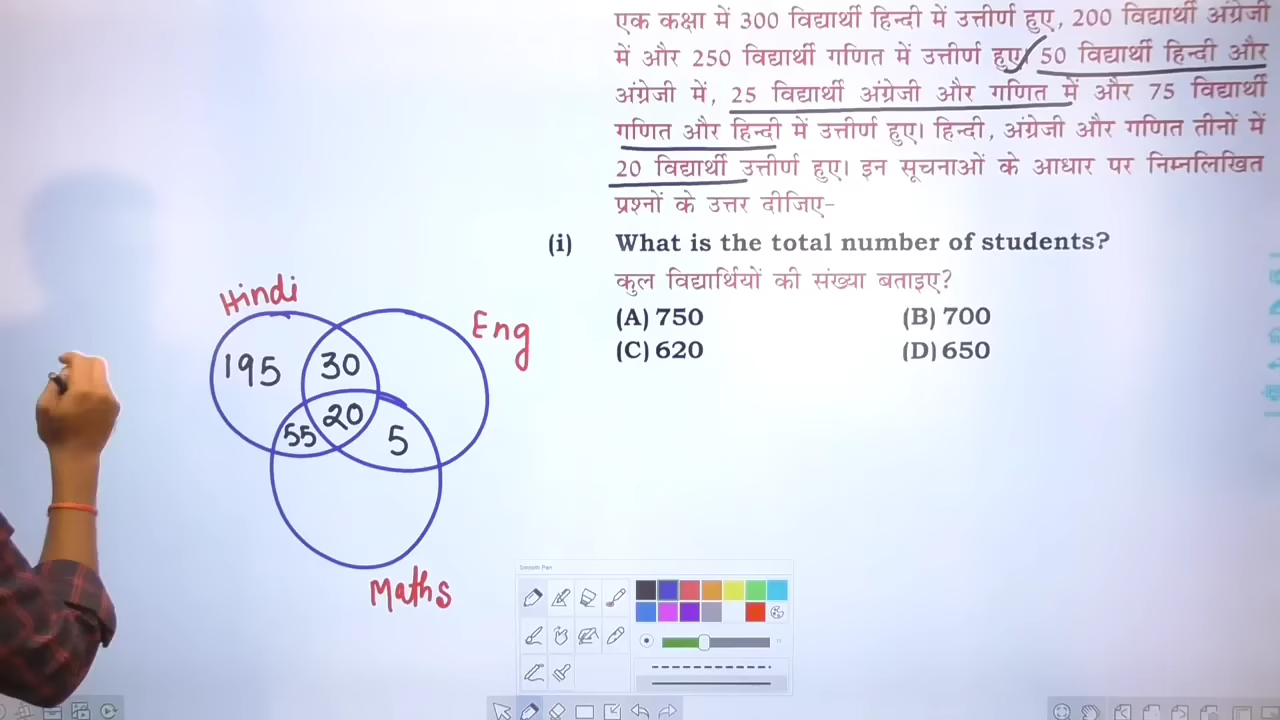 एक कक्षा में 300 विद्यार्थी हिन्दी में उत्तीर्ण हुए, 200 विद्यार्थी अंग्रेजी
में और 250 विद्यार्थी गणित में उत्तीर्ण हुए। 50 विद्यार्थी हिन्दी और
अंग्रेजी में, 25 विद्यार्थी अंग्रेजी और गणित में और 75 विद्यार्थी
गणित और हिन्दी में उत्तीर्ण हुए। हिन्दी, अंग्रेजी और गणित तीनों में
20 विद्यार्थी उत्तीर्ण हुए। इन सूचनाओं के आधार पर निम्नलिखित
प्रश्नों के उत्तर दीजिए-
(i) What is the total number of students?
कुल विद्यार्थियों की संख्या बताइए?
(A) 750 (B) 700
(C) 620 (D) 650
Hindi
Eng
195 30
20
55 5
Maths
Smooth Pen